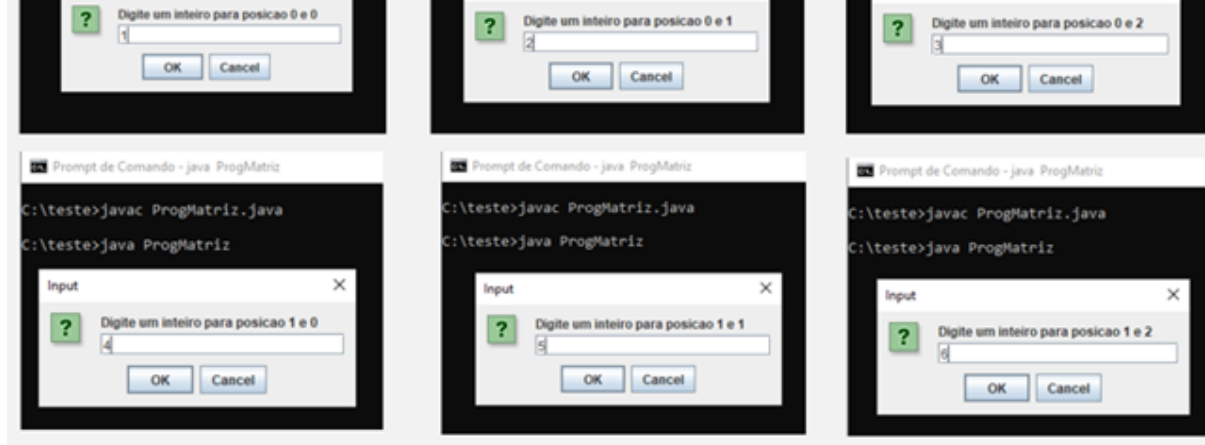 Digite um inteiro para posicao 0 e 0
1
OK Cancel
Digite um inteiro para posicao 0 e 1
2
OK Cancel
Digite um inteiro para posicao 0 e 2
3
OK Cancel
Prompt de Comando - java ProgMatriz
C:\teste>javac ProgMatriz.java
C:\teste>java ProgMatriz
Input
Digite um inteiro para posicao 1 e 0
4
OK Cancel
Prompt de Comando - java ProgMatriz
C:\teste>javac ProgMatriz.java
C:\teste>java ProgMatriz
Input
Digite um inteiro para posicao 1 e 1
5
OK Cancel
Prompt de Comando - java ProgMatriz
C:\teste>javac ProgMatriz.java
C:\teste>java ProgMatriz
Input
Digite um inteiro para posicao 1 e 2
6
OK Cancel